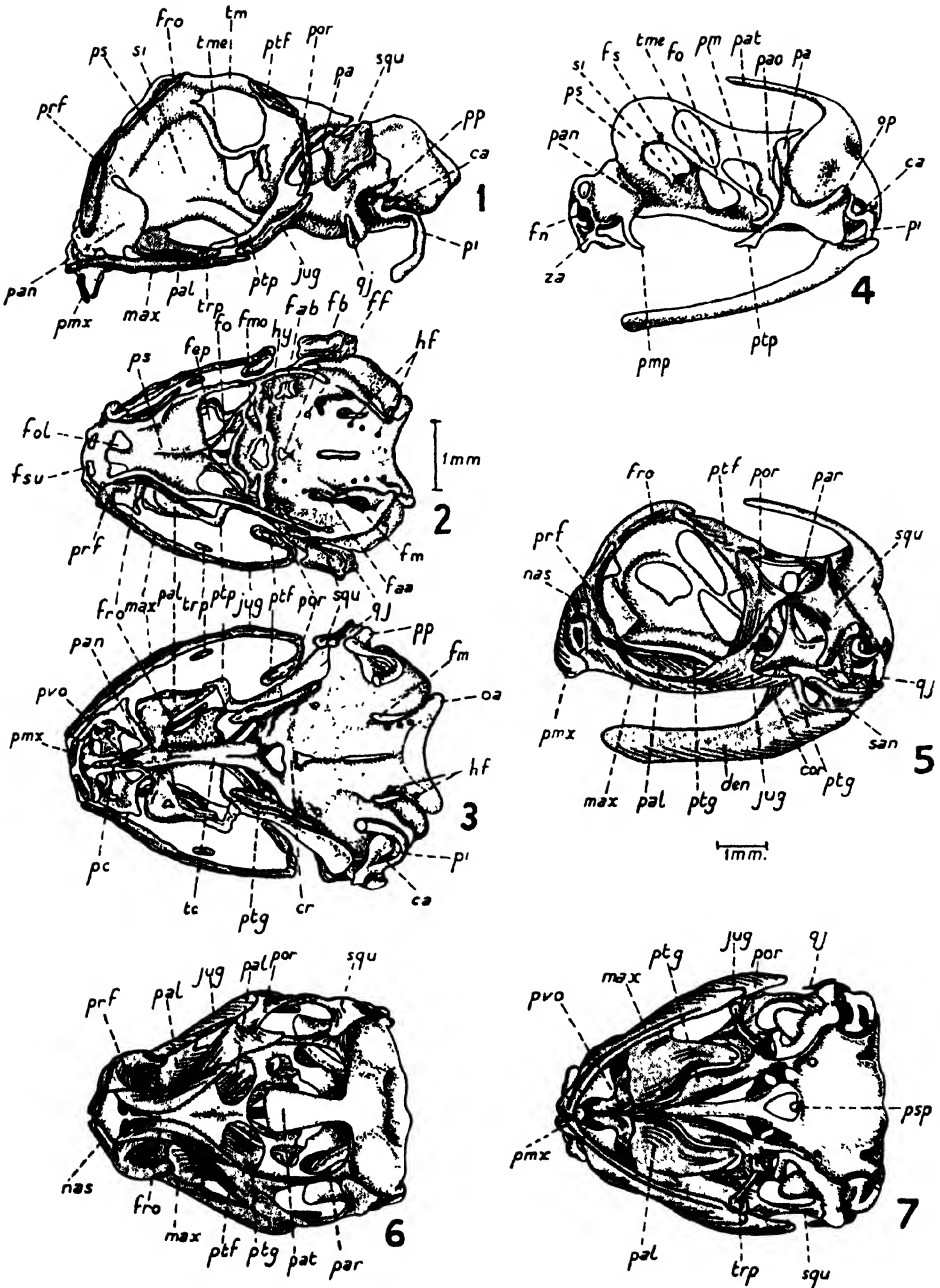 fro
tm
tme
ptf
por
ps
si
pa
squ
prf
pp
ca
1
pi
pan
pmx
max
pal
trp
ptp
jug
qj
tme
fo
pm
pat
fs
pao
pa
si
ps
op
pan
ca
fn
pi
za
4
ptp
pmp
fo
fmo
hy
fab
fb
ff
ps
fep
hf
fol
1mm
fsu
2
prf
fm
faa
fro
max
pal
trp
ptp
jug
ptf
por
squ
qj
pan
pp
fm
pvo
oa
pmx
hf
3
pc
pi
tc
ptg
cr
ca
fro
ptf
por
par
prf
squ
nas
qj
pmx
san
5
max
pal
ptg
den
jug
cor
ptg
1mm.
jug
pal
por
squ
prf
pal
nas
fro
max
ptf
ptg
pat
par
6
ptg
jug
por
qj
max
pvo
psp
pmx
pal
trp
squ
7